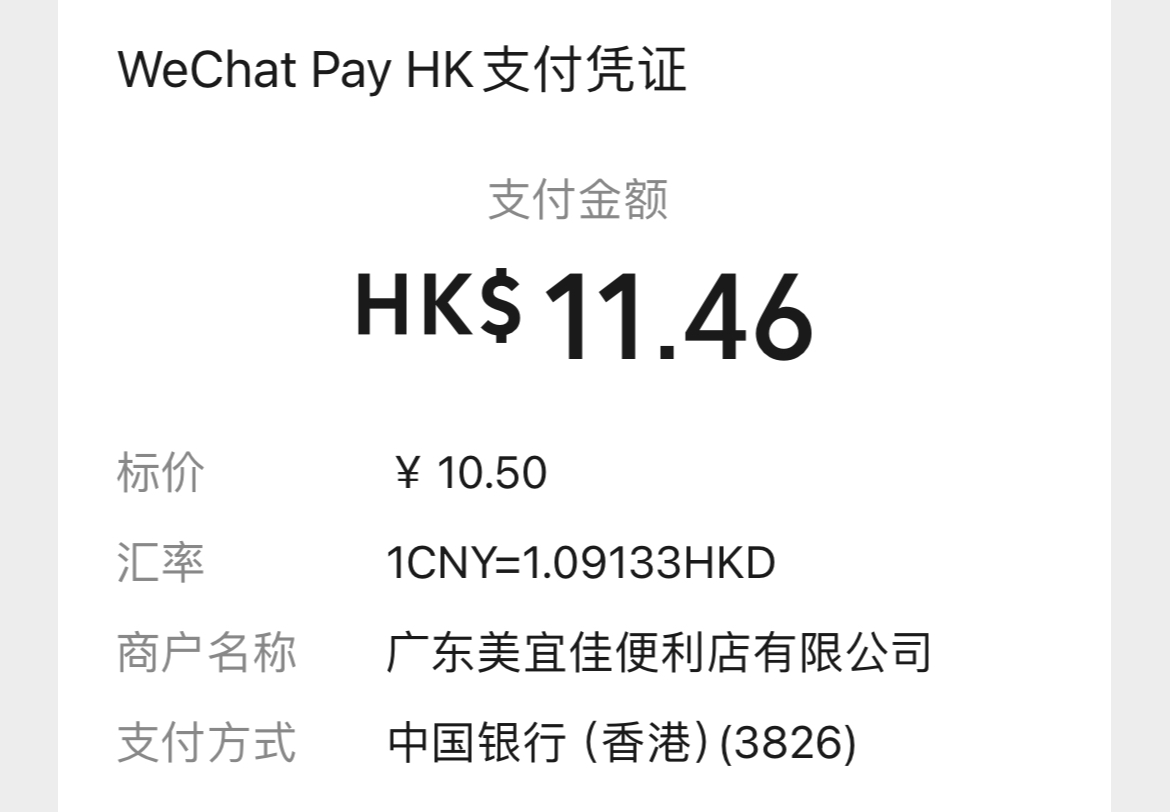 WeChat Pay HK支付凭证
支付金额
HK$ 11.46
标价 ¥ 10.50
汇率 1CNY=1.09133HKD
商户名称 广东美宜佳便利店有限公司
支付方式 中国银行（香港）(3826)